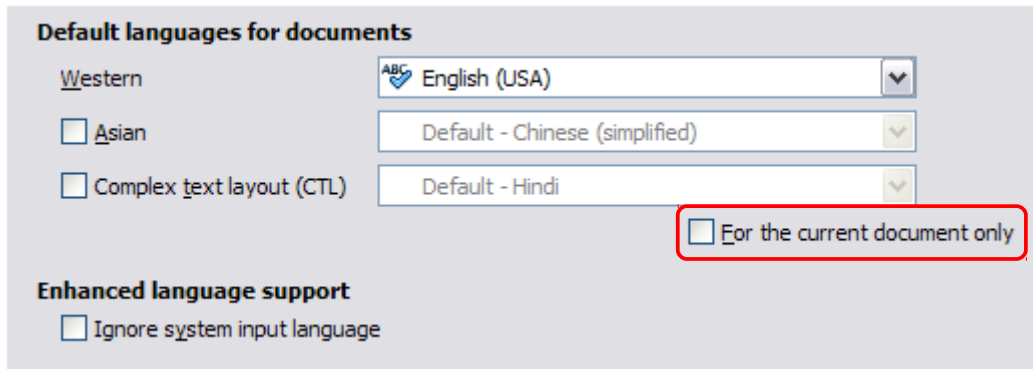 Default languages for documents
Western
ABC English (USA)
Asian
Default - Chinese (simplified)
Complex text layout (CTL)
Default - Hindi
For the current document only
Enhanced language support
Ignore system input language